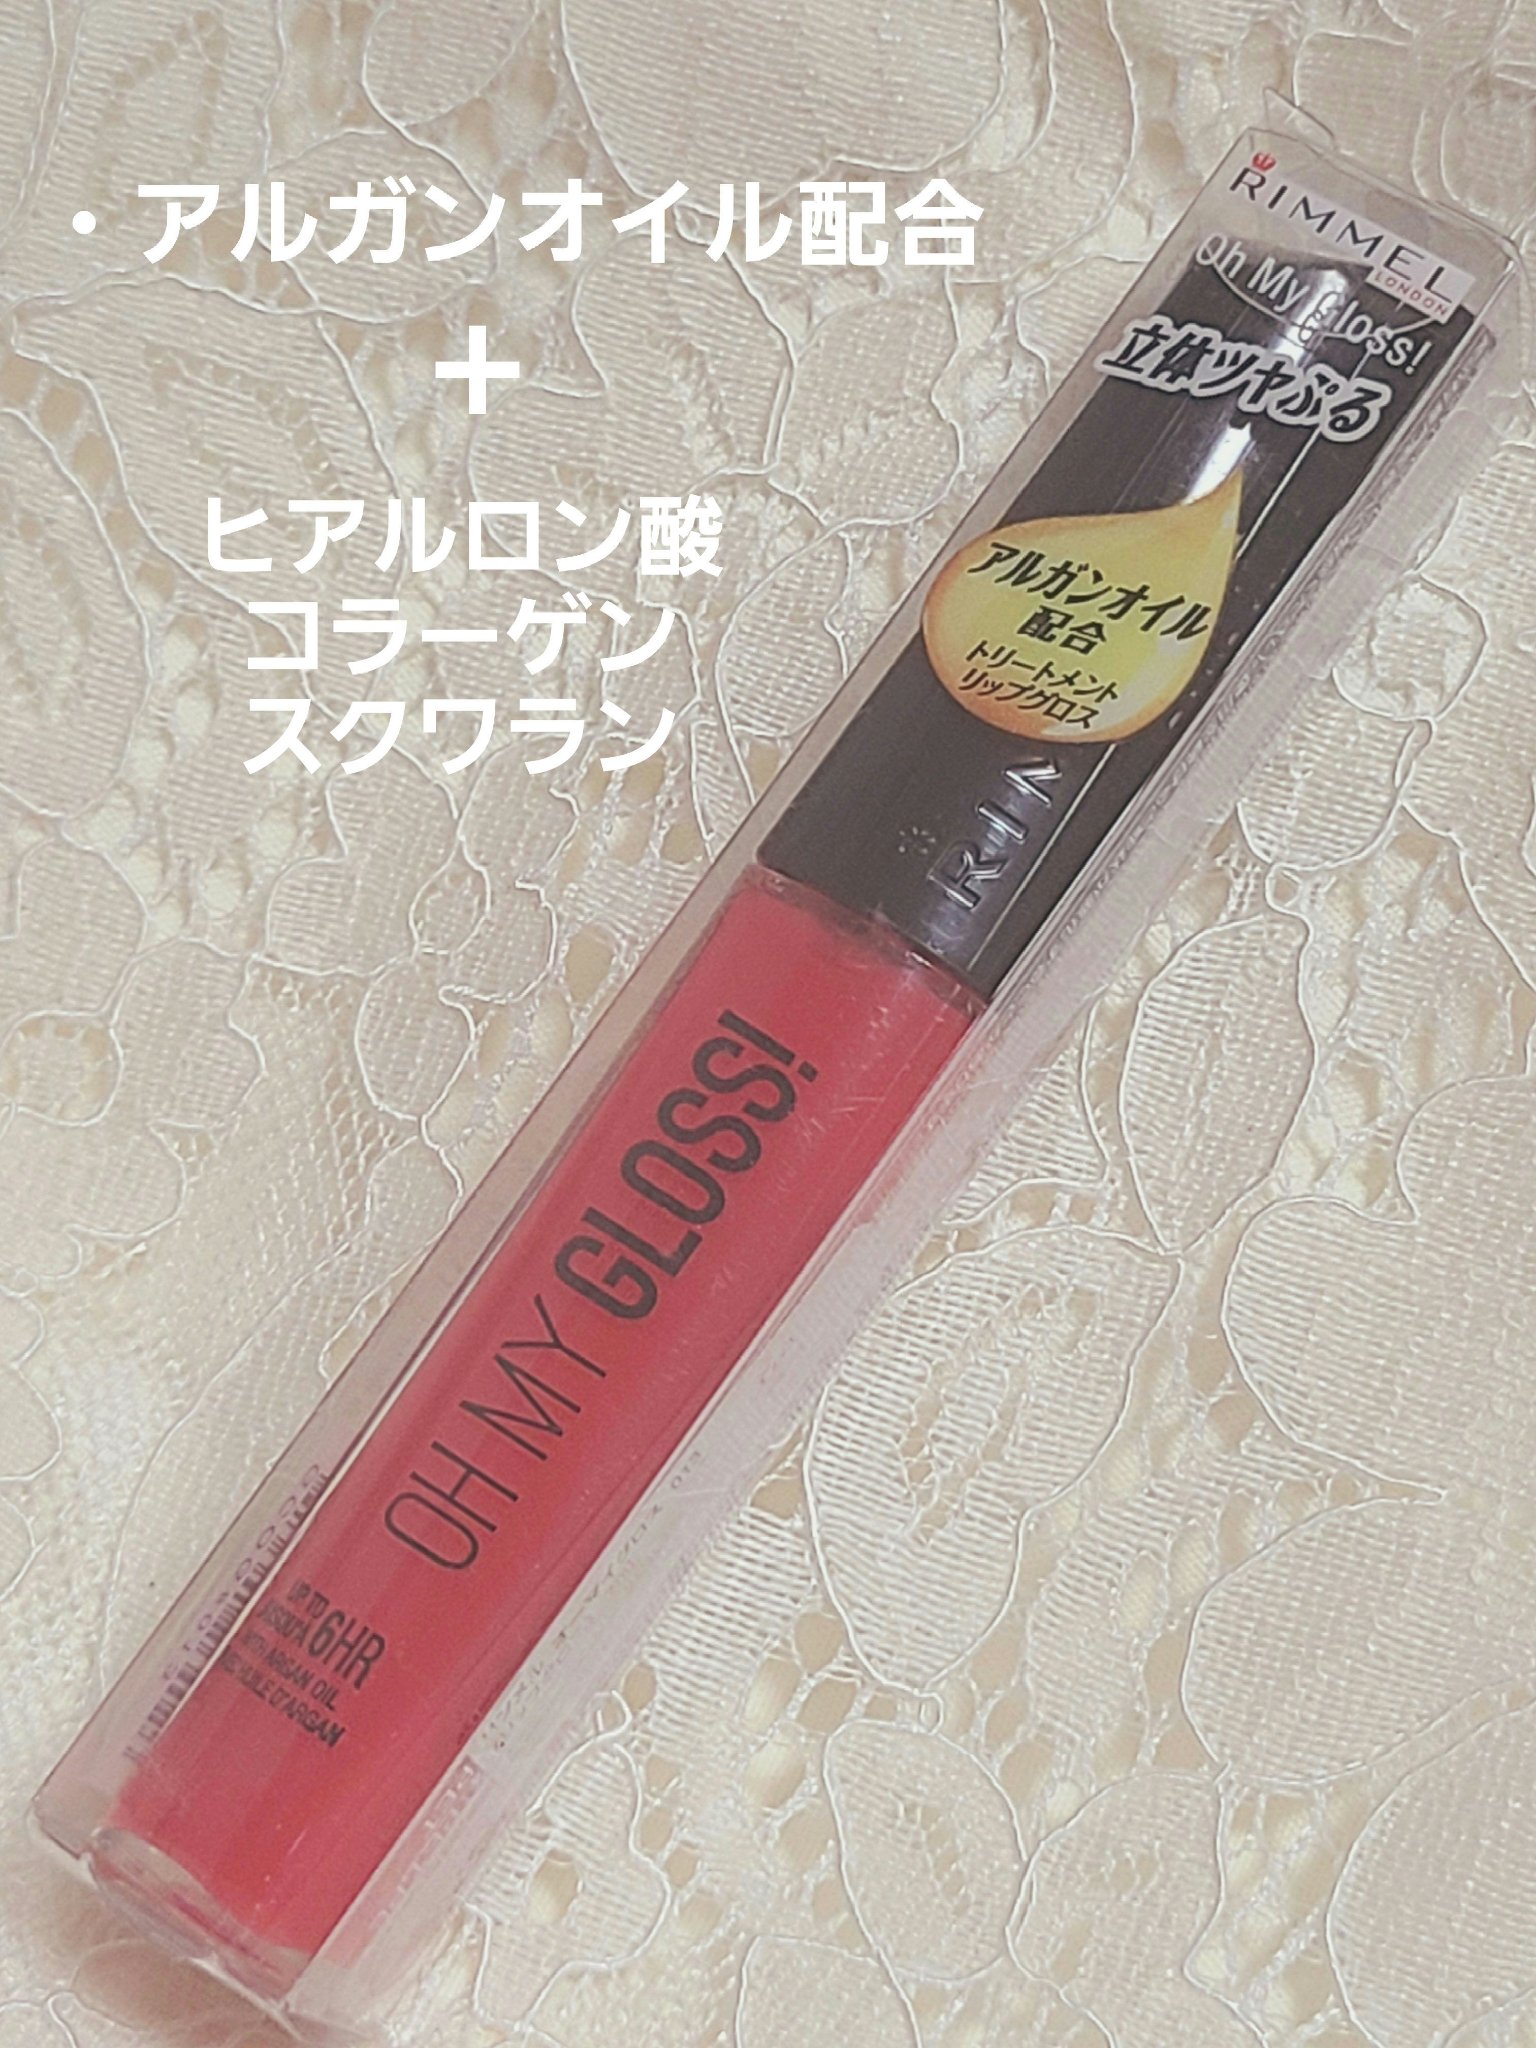 ・アルガンオイル配合
+
ヒアルロン酸
コラーゲン
スクワラン
RIMMEL
LONDON
Oh My Gloss!
立体ツヤぷる
アルガンオイル
配合
トリートメント
リップグロス
RIM
OH MY GLOSS!
UP TO
JUSQU'À
6HR
WITH ARGAN OIL